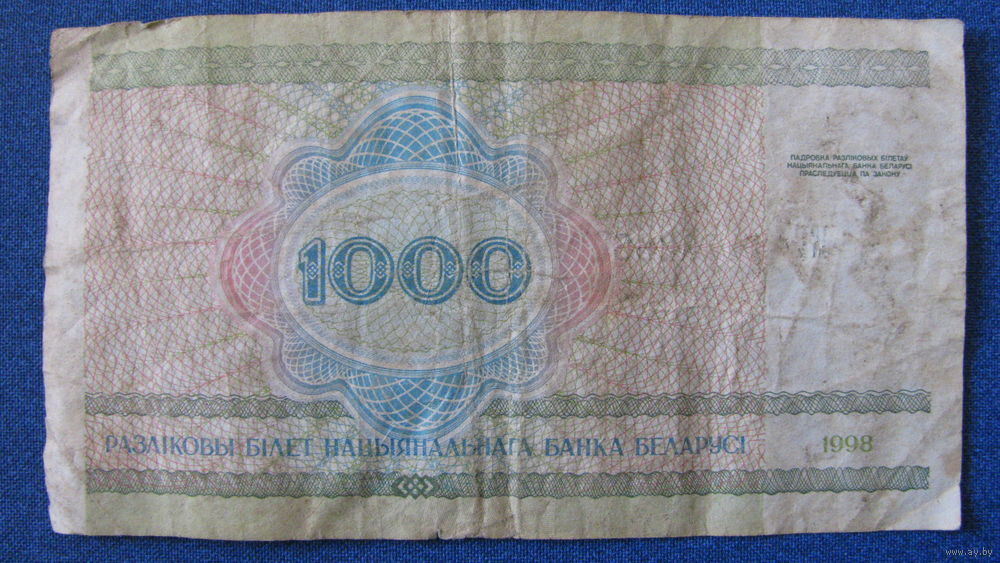 ПАДРОБКА РАЗЛІКОВЫХ БІЛЕТАЎ
НАЦЫЯНАЛЬНАГА БАНКА БЕЛАРУСІ
ПРАСЛЕДУЕЦЦА ПА ЗАКОНУ
1000
РАЗЛІКОВЫ БІЛЕТ НАЦЫЯНАЛЬНАГА БАНКА БЕЛАРУСІ 1998
www.ay.by